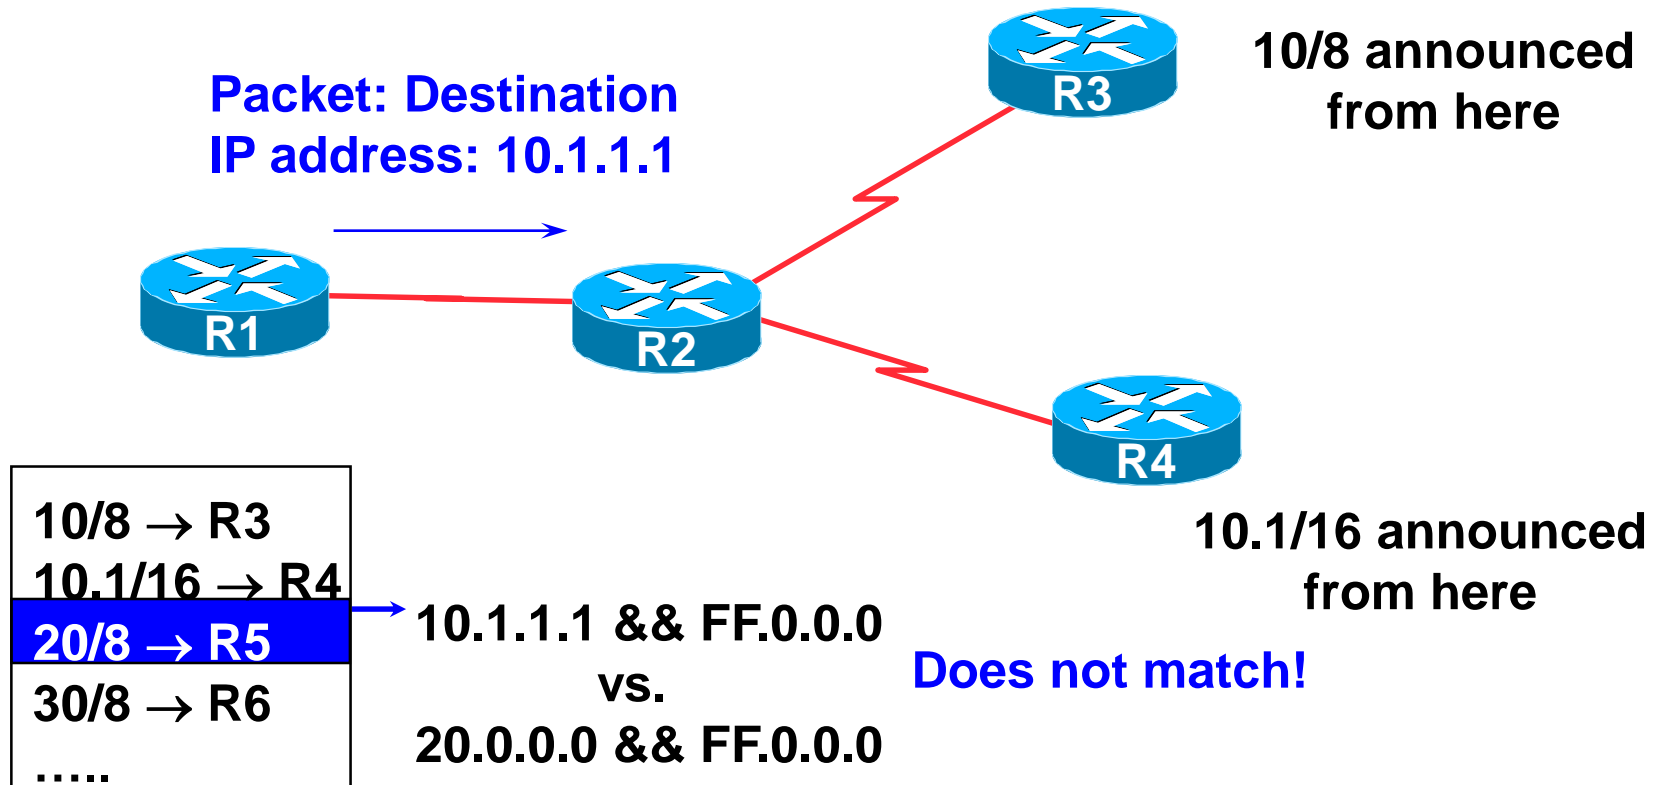 Packet: Destination
IP address: 10.1.1.1
R3
10/8 announced
from here
R1
R2
R4
10.1/16 announced
from here
10/8 → R3
10.1/16 → R4
20/8 → R5
30/8 → R6
…..
10.1.1.1 && FF.0.0.0
vs.
20.0.0.0 && FF.0.0.0
Does not match!